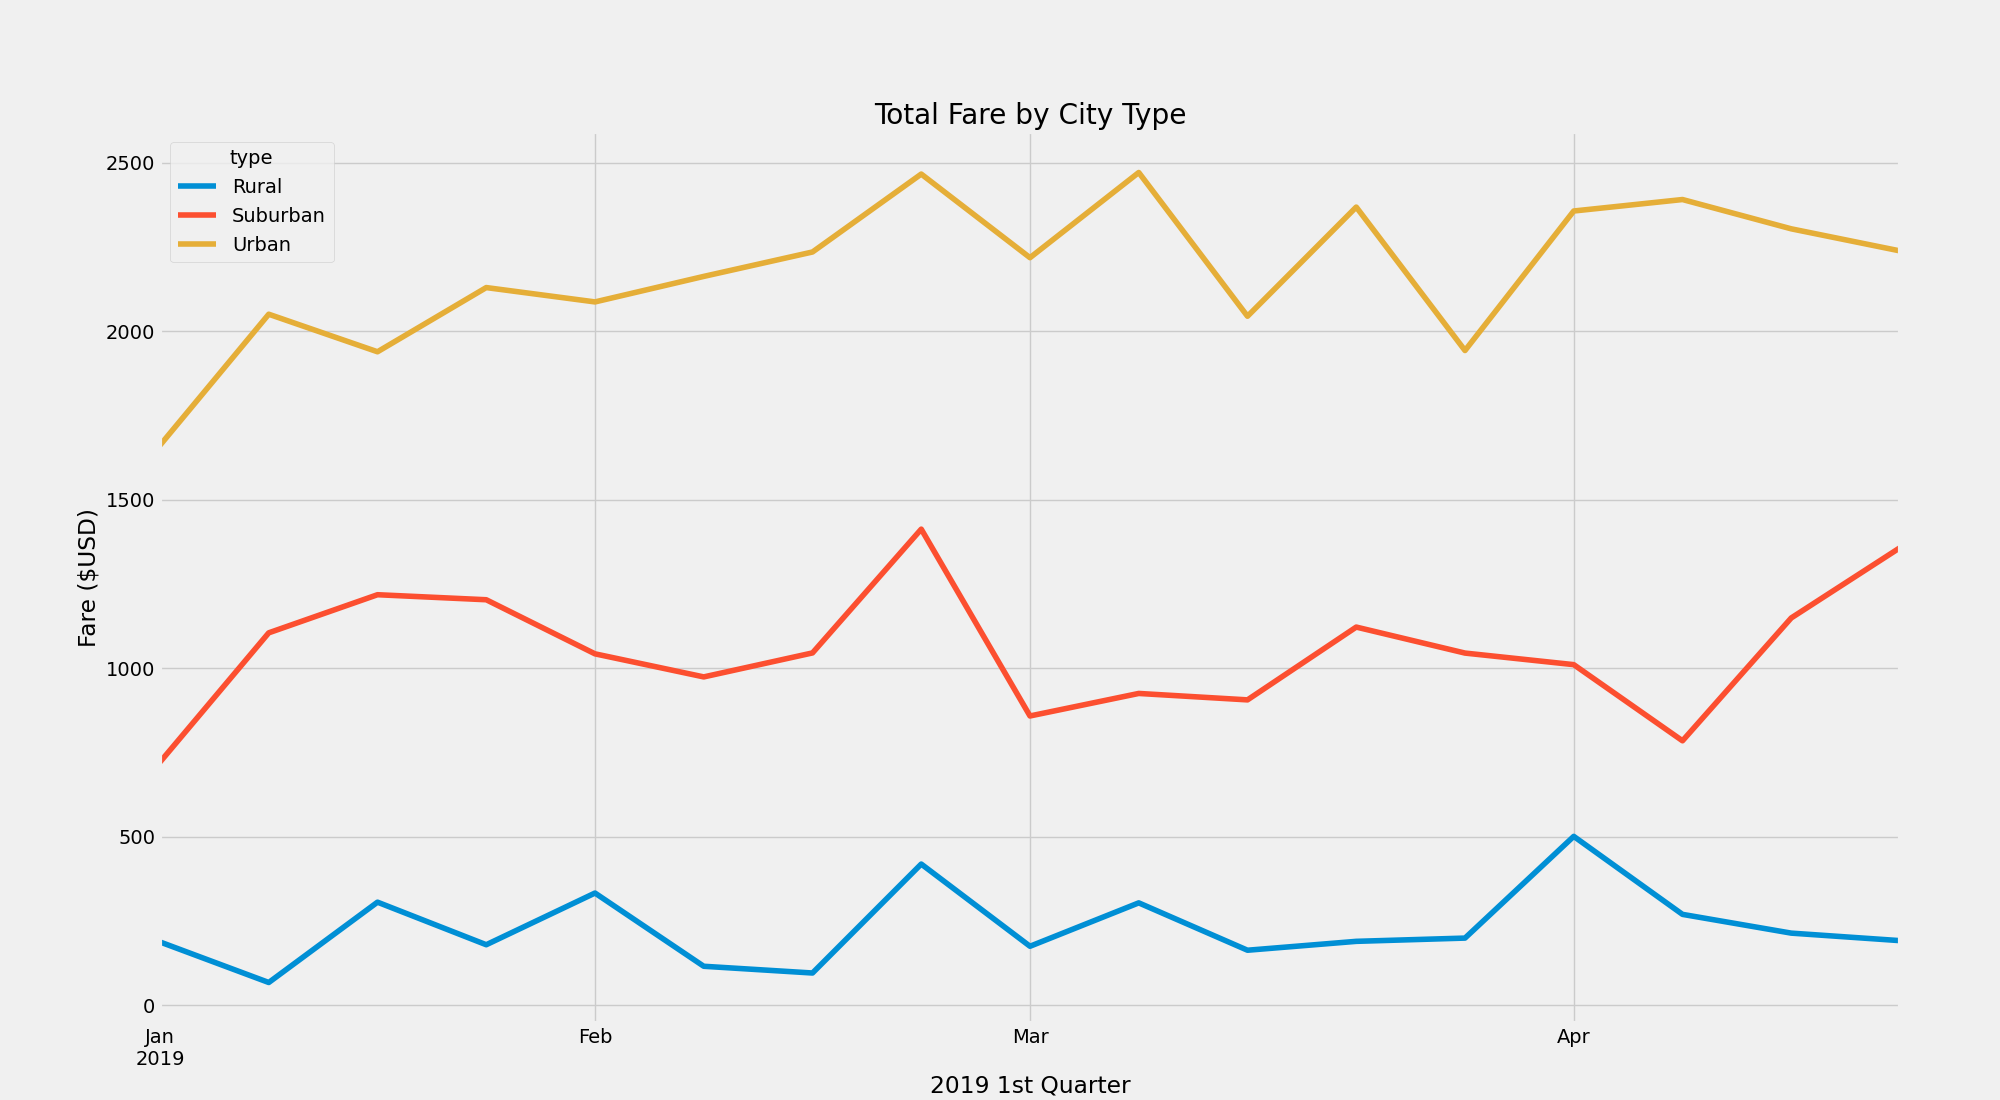 Total Fare by City Type
type
Rural
Suburban
Urban
Fare ($USD)
2500
2000
1500
1000
500
0
Jan
2019
Feb
Mar
Apr
2019 1st Quarter